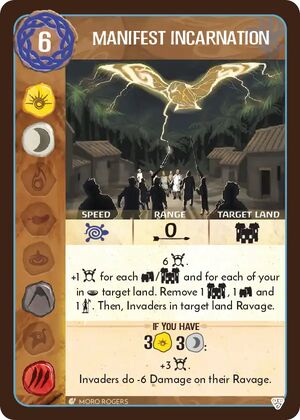 6
MANIFEST INCARNATION
SPEED RANGE TARGET LAND
0
6
+1 for each / and for each of your
in target land. Remove 1 , 1 and
1 . Then, Invaders in target land Ravage.
IF YOU HAVE:
3 3 :
+3 .
Invaders do -6 Damage on their Ravage.
MORO ROGERS